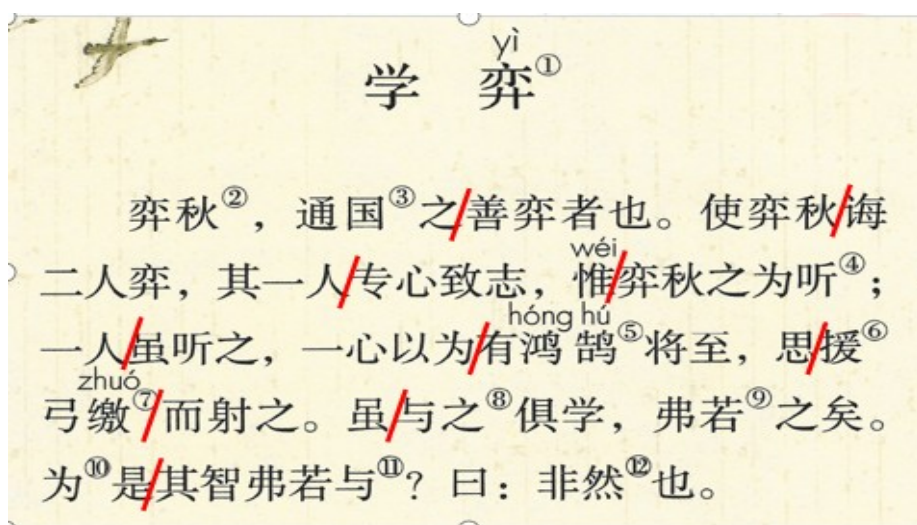 yì
学 弈①
弈秋②，通国③之/善弈者也。使弈秋/诲
wéi
二人弈，其一人/专心致志，惟/弈秋之为听④；
hóng hú
一人/虽听之，一心以为/有鸿鹄⑤将至，思/援⑥
zhuó
弓缴⑦/而射之。虽/与之⑧俱学，弗若⑨之矣。
为⑩是/其智弗若与⑪？曰：非然⑫也。